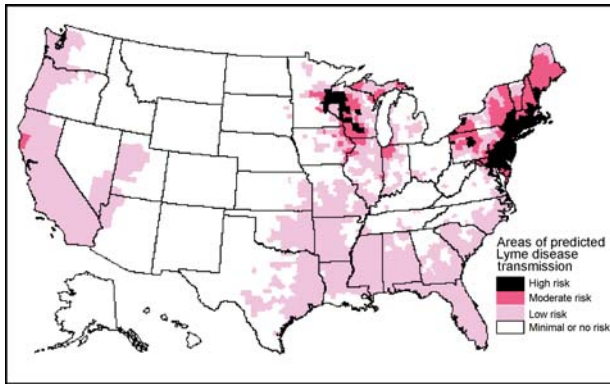 Areas of predicted
Lyme disease
transmission
High risk
Moderate risk
Low risk
Minimal or no risk